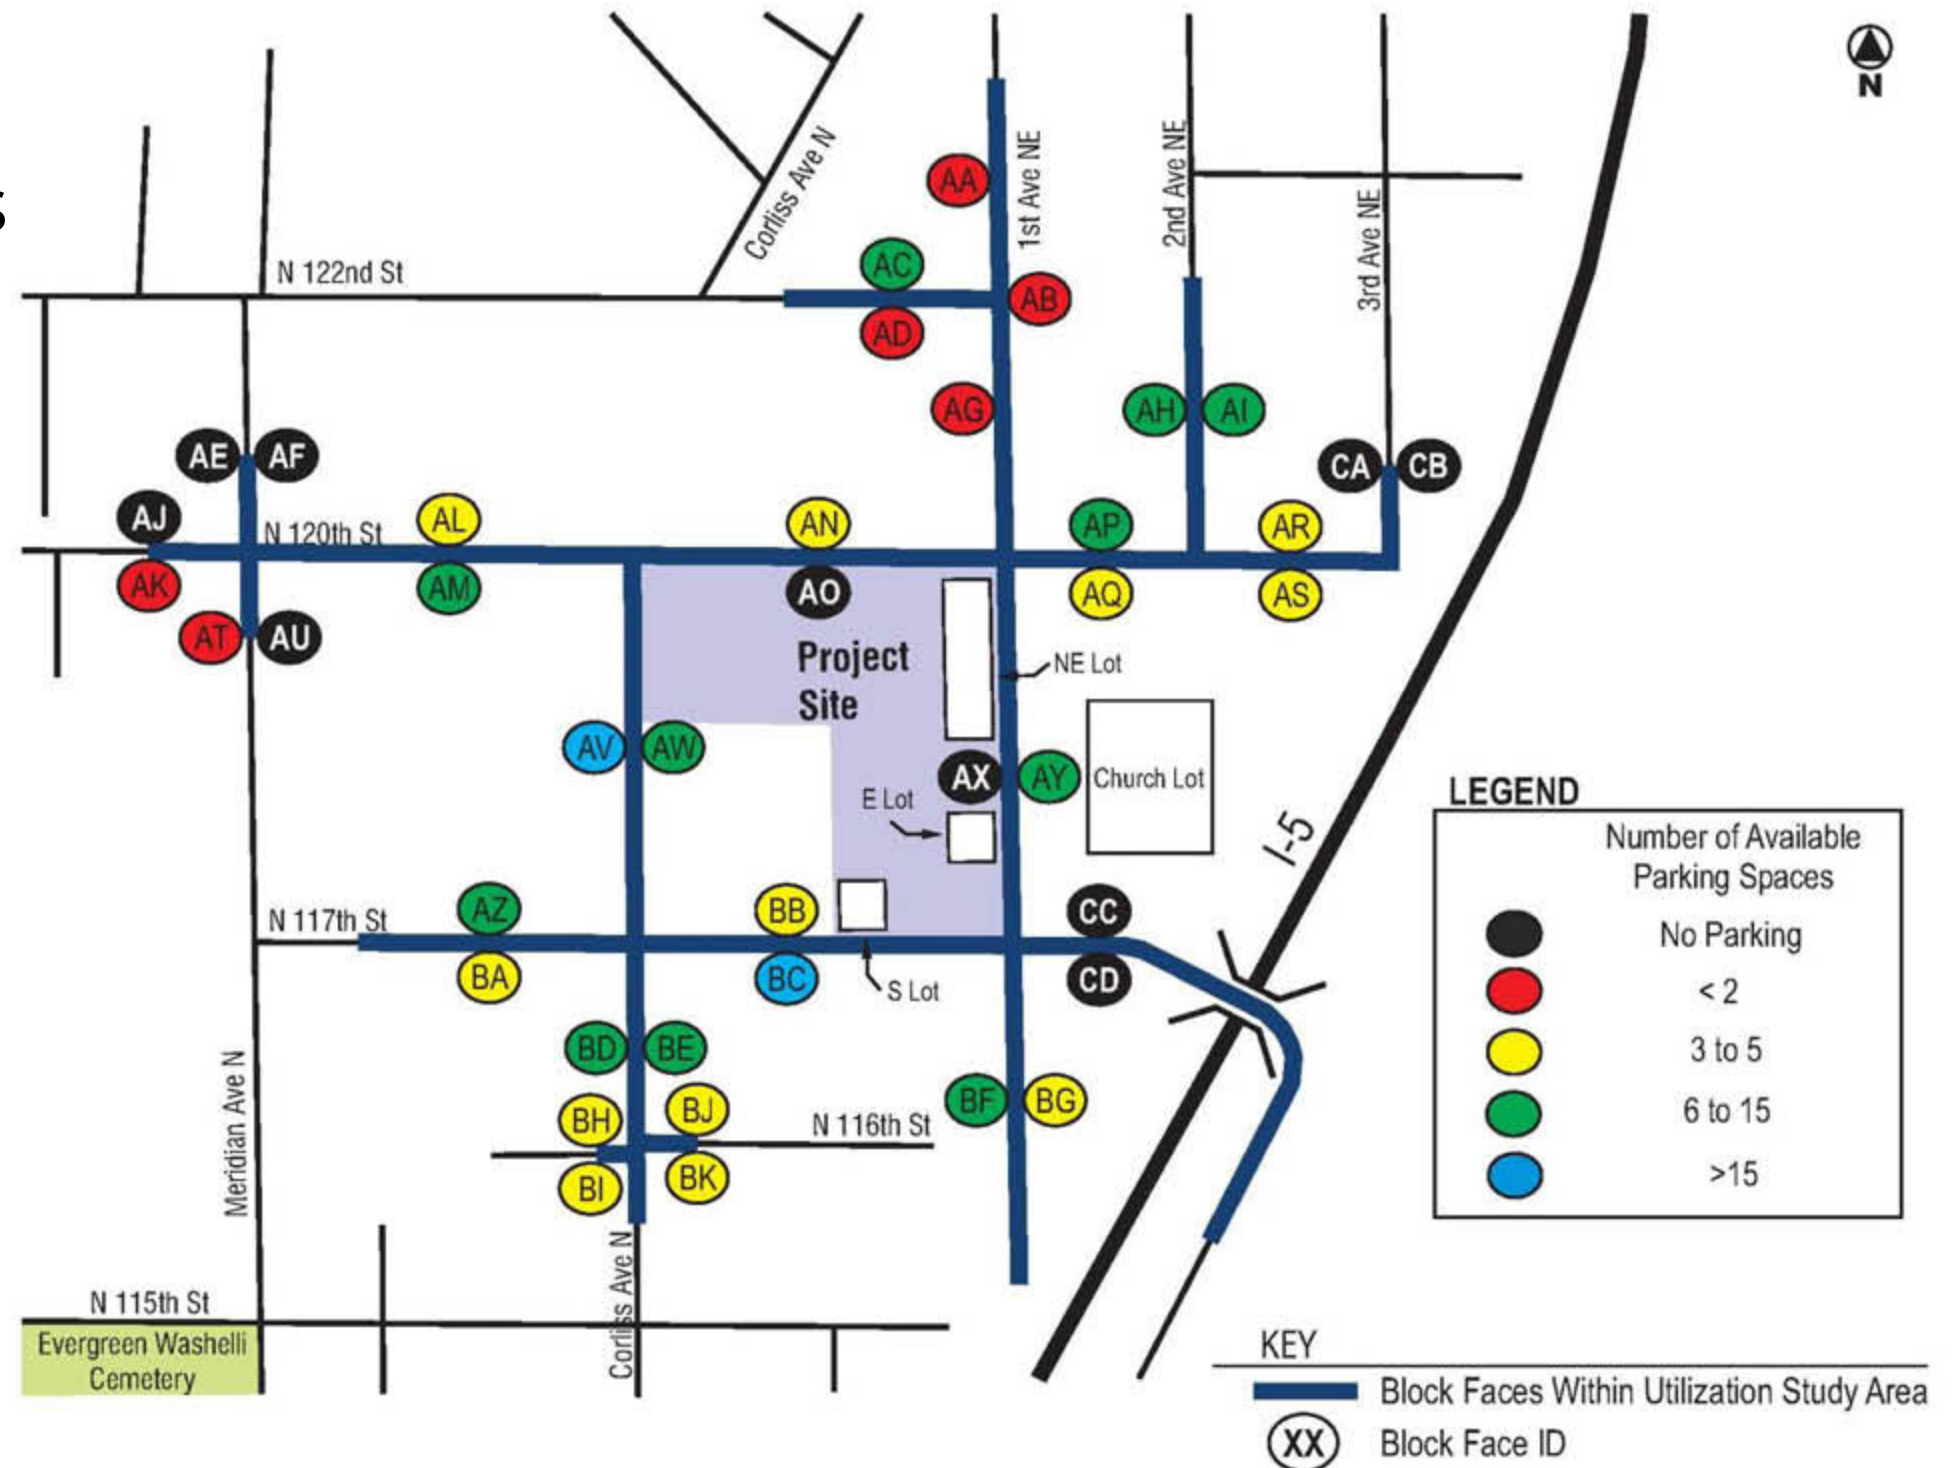 s
N
Corliss Ave N
1st Ave NE
2nd Ave NE
3rd Ave NE
AA
N 122nd St
AC
AB
AD
AG
AH
AI
AE
AF
CA
CB
AJ
AL
AN
AP
AR
N 120th St
AK
AM
AO
AQ
AS
AT
AU
Project
Site
NE Lot
AV
AW
AX
AY
Church Lot
E Lot
I-5
AZ
BB
CC
N 117th St
BA
BC
CD
S Lot
BD
BE
BF
BG
BH
BJ
N 116th St
BI
BK
Meridian Ave N
Corliss Ave N
N 115th St
Evergreen Washelli
Cemetery
LEGEND
Number of Available
Parking Spaces
No Parking
< 2
3 to 5
6 to 15
>15
KEY
Block Faces Within Utilization Study Area
XX
Block Face ID